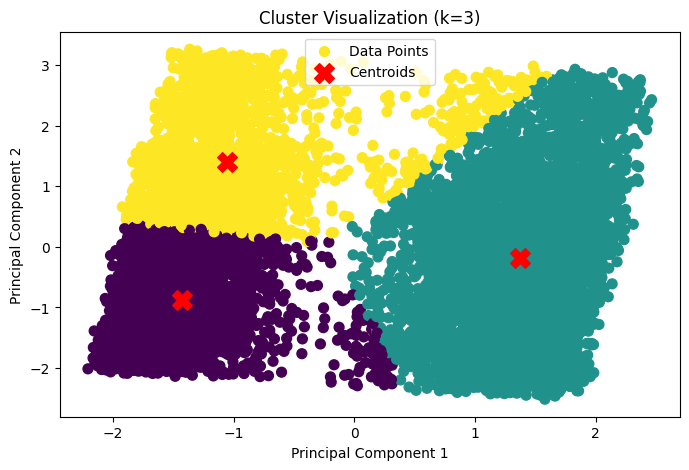 Cluster Visualization (k=3)
Data Points
Centroids
3
2
1
0
−1
−2
Principal Component 2
−2
−1
0
1
2
Principal Component 1